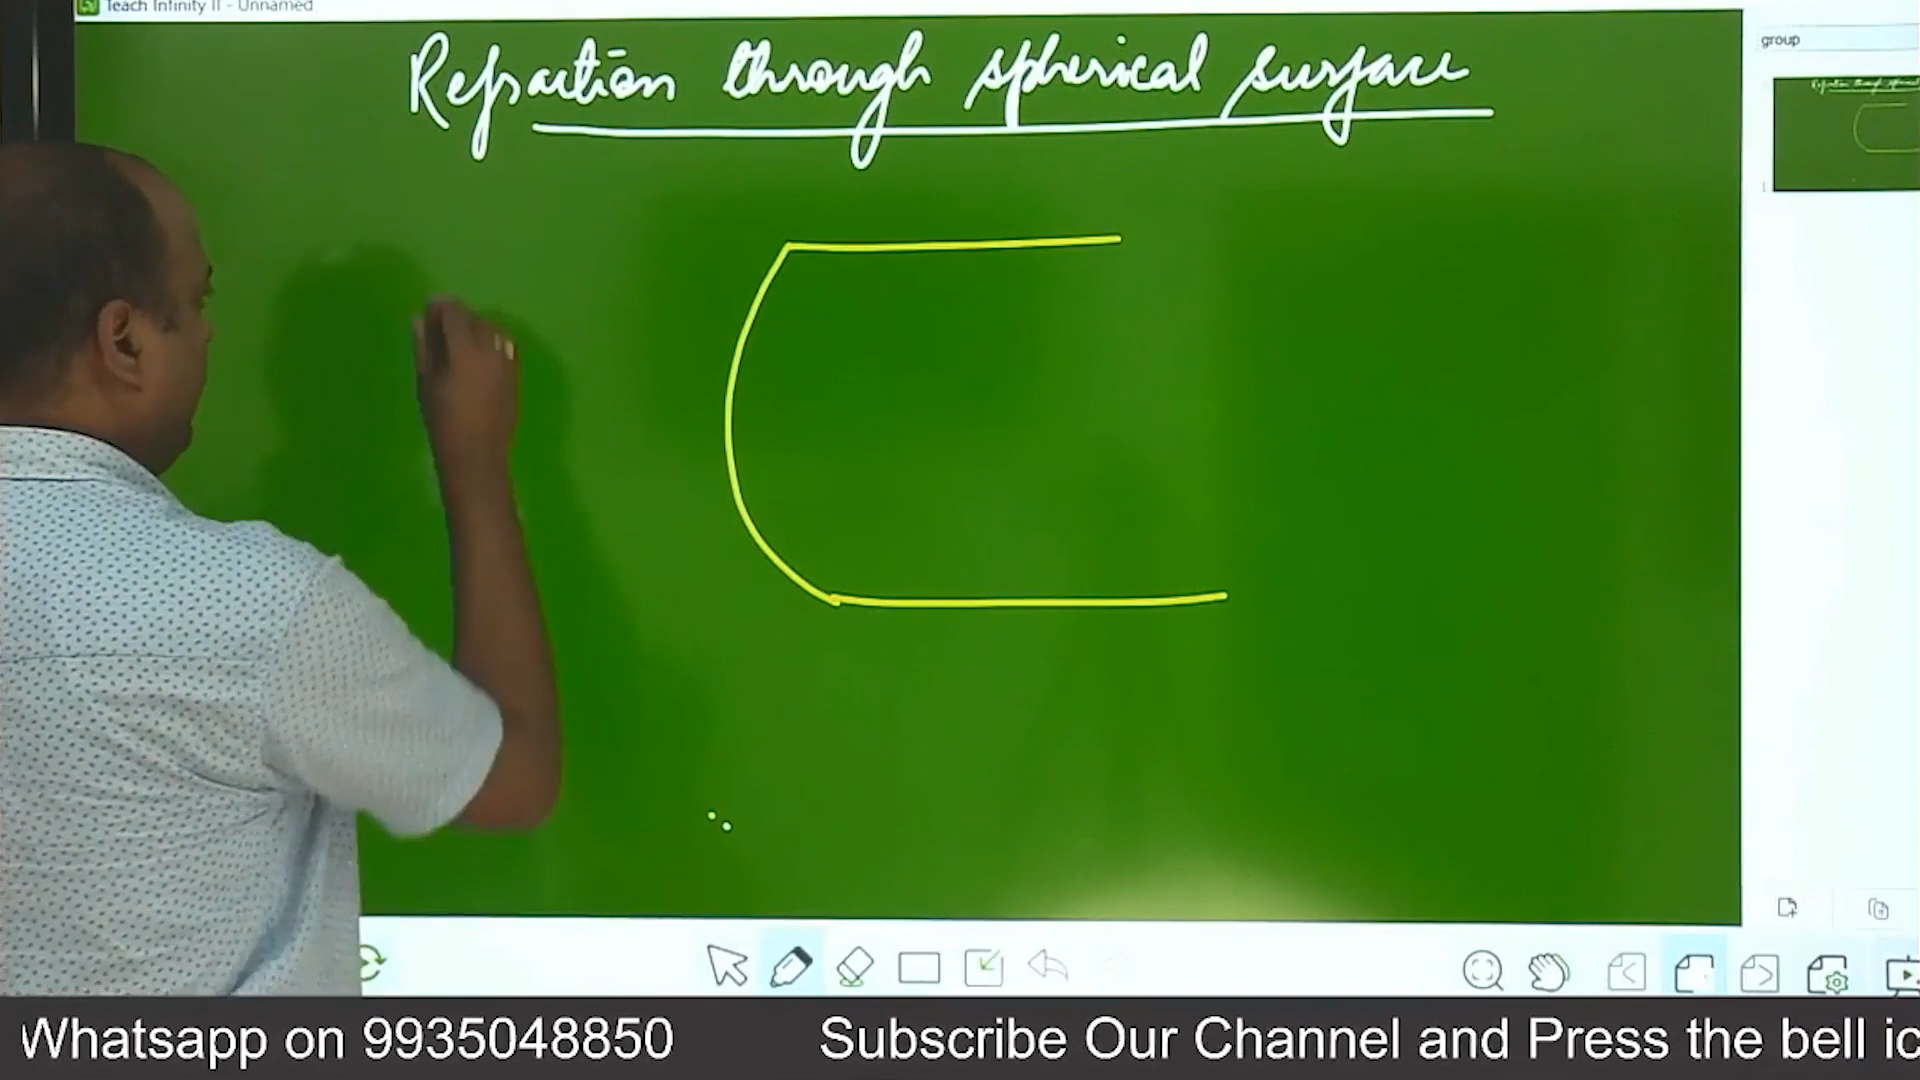 Teach Infinity II - Unnamed
group
Refraction through spherical surface
1
Whatsapp on 9935048850 Subscribe Our Channel and Press the bell ic